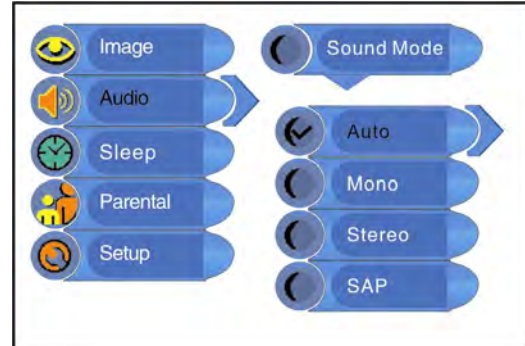 Image
Audio
Sleep
Parental
Setup
Sound Mode
Auto
Mono
Stereo
SAP